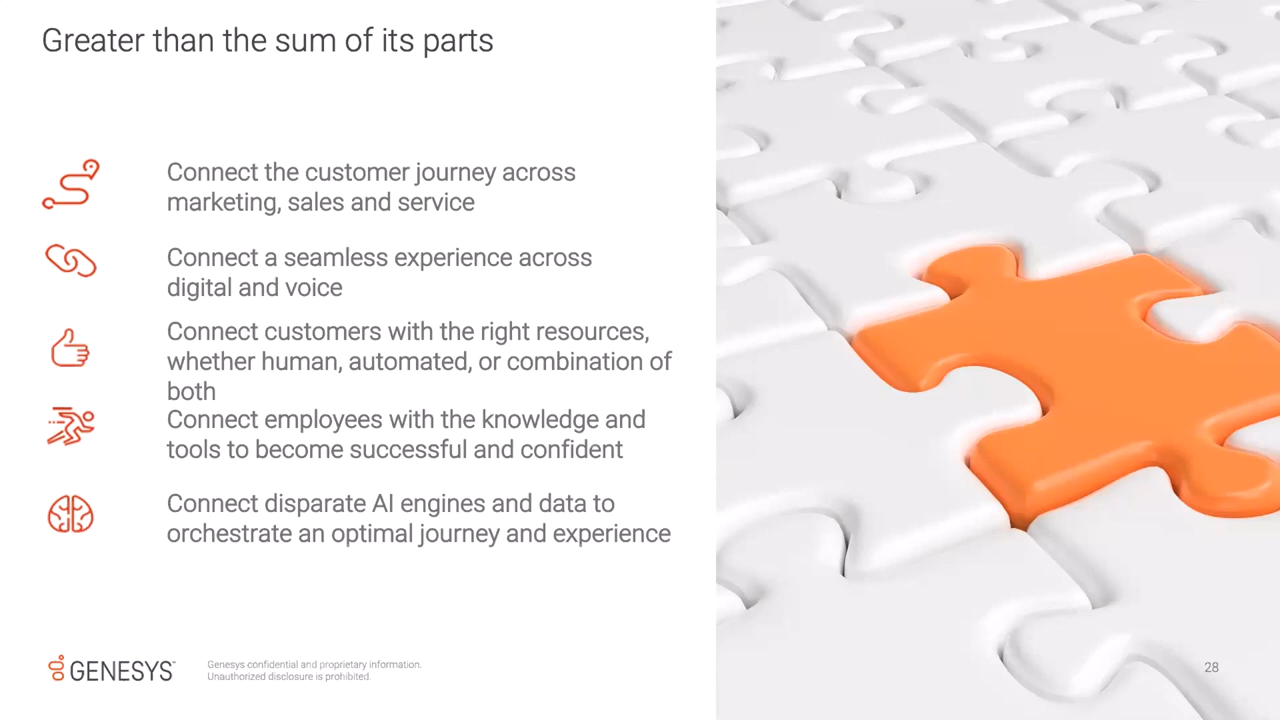 Greater than the sum of its parts
Connect the customer journey across
marketing, sales and service
Connect a seamless experience across
digital and voice
Connect customers with the right resources,
whether human, automated, or combination of
both
Connect employees with the knowledge and
tools to become successful and confident
Connect disparate AI engines and data to
orchestrate an optimal journey and experience
GENESYS™
Genesys confidential and proprietary information.
Unauthorized disclosure is prohibited.
28